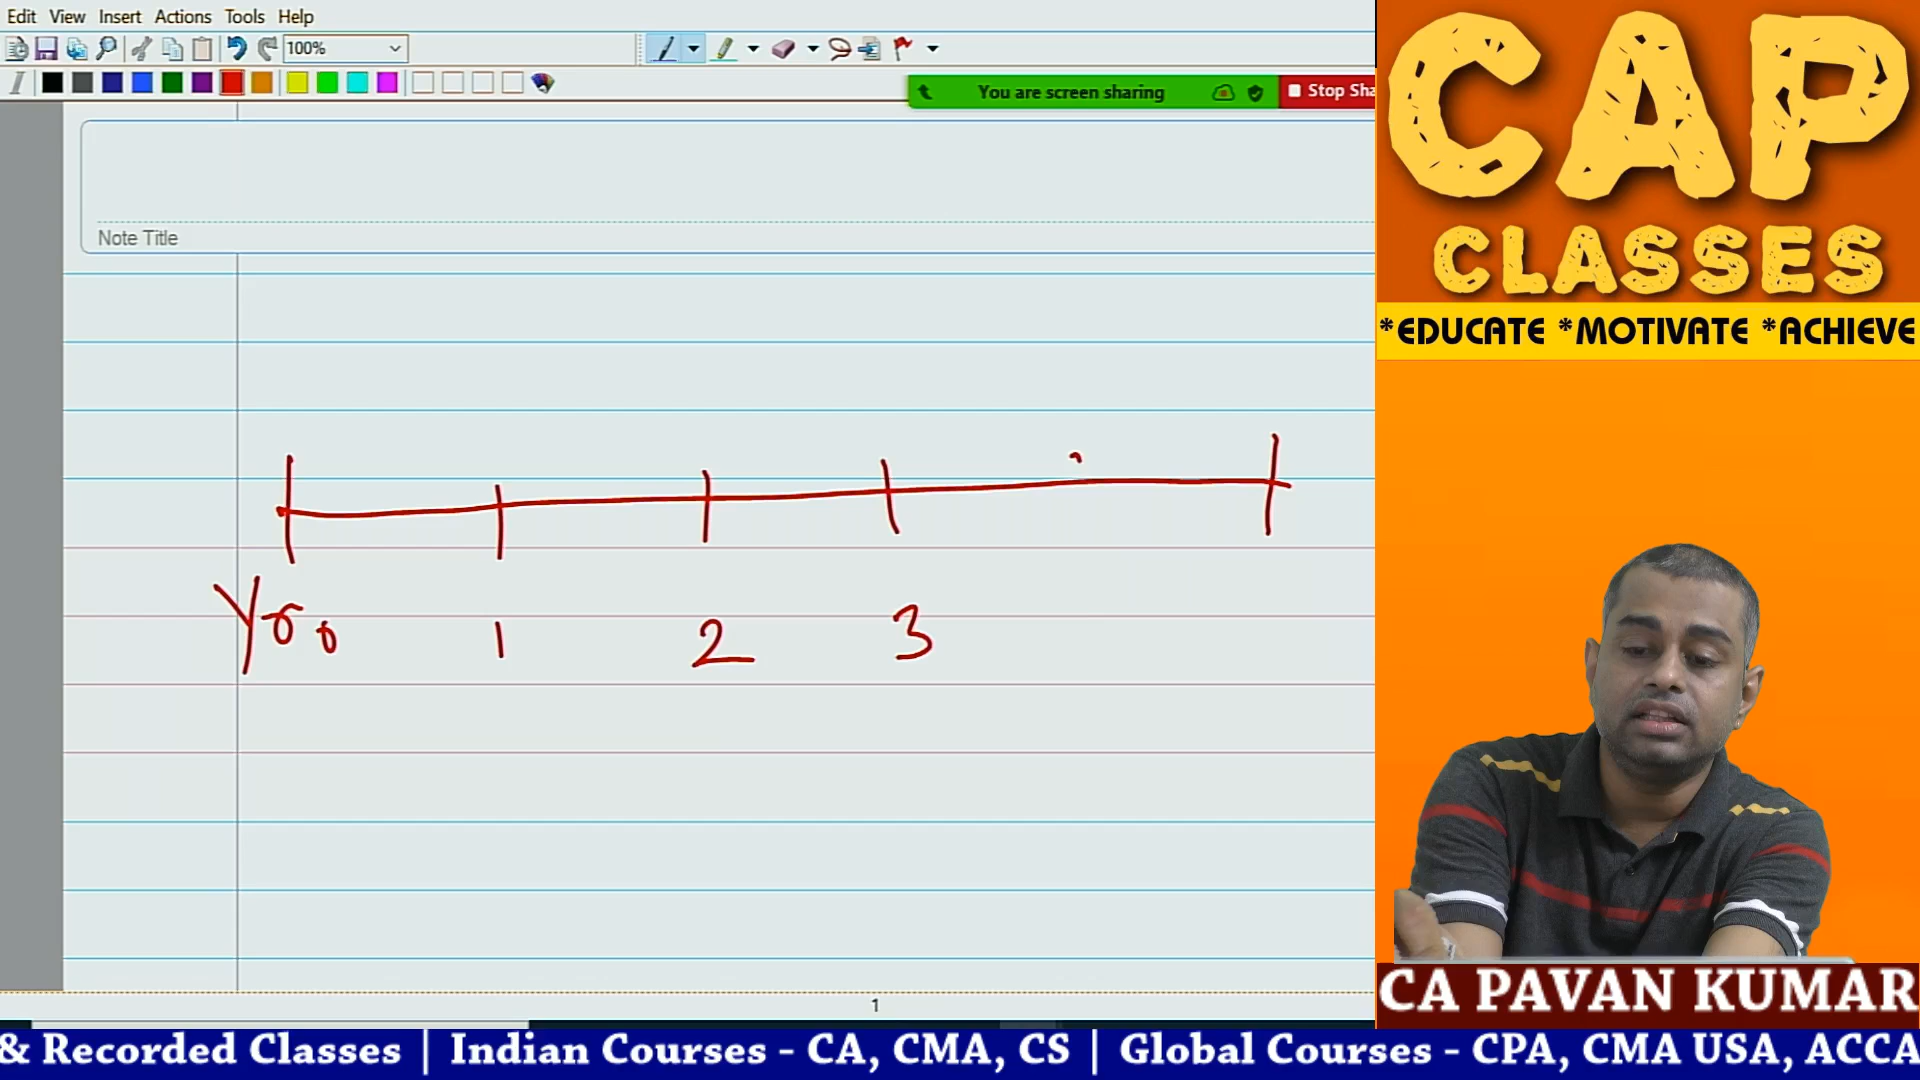 Edit View Insert Actions Tools Help
100%
You are screen sharing
Stop Sha
Note Title
Yr 0 1 2 3
1
CAP
CLASSES
*EDUCATE *MOTIVATE *ACHIEVE
CA PAVAN KUMAR
& Recorded Classes | Indian Courses - CA, CMA, CS | Global Courses - CPA, CMA USA, ACCA